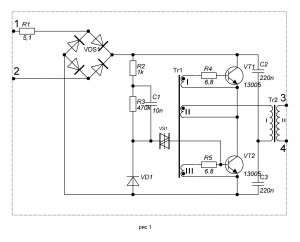 1
R1
5,1
VDS1
2
R2
1k
R3
470k
C1
10n
VS1
VD1
Tr1
I
II
III
R4
6,8
R5
6,8
VT1
13005
VT2
13005
C2
220n
C3
220n
Tr2
I
II
3
4
рис 1